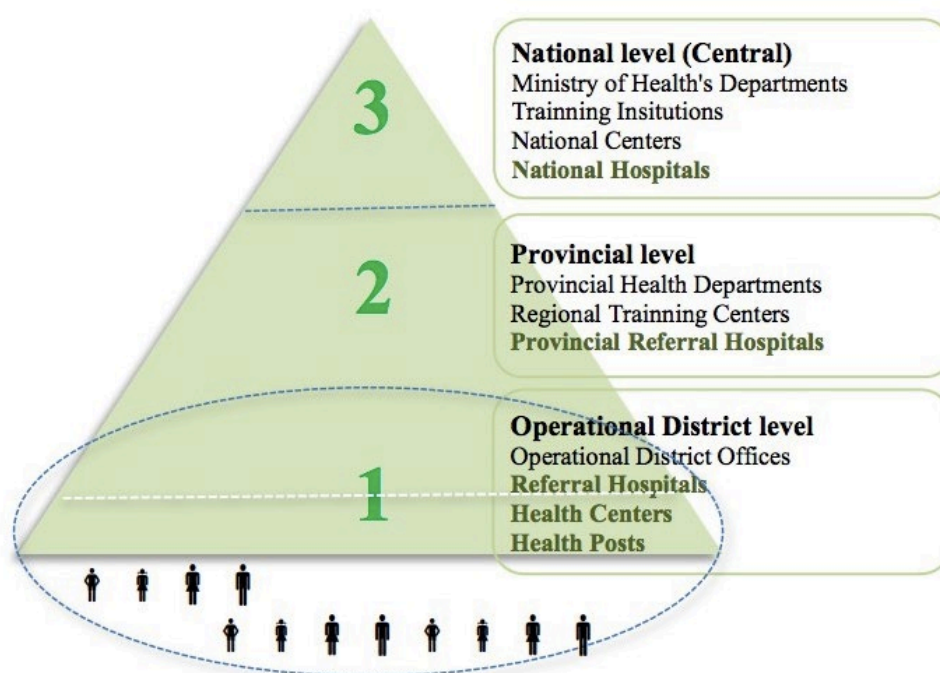 3
National level (Central)
Ministry of Health's Departments
Trainning Insitutions
National Centers
National Hospitals
2
Provincial level
Provincial Health Departments
Regional Trainning Centers
Provincial Referral Hospitals
1
Operational District level
Operational District Offices
Referral Hospitals
Health Centers
Health Posts